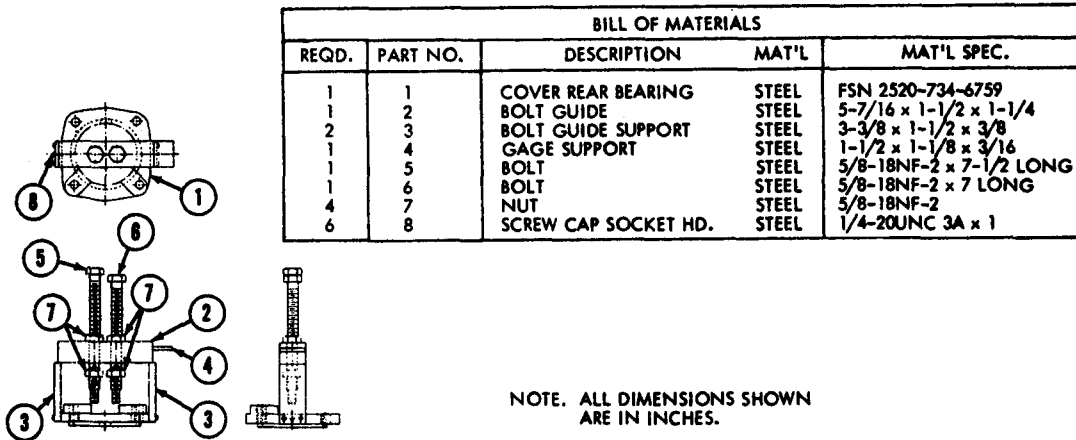 BILL OF MATERIALS
REQD. PART NO. DESCRIPTION MAT'L MAT'L SPEC.
1 1 COVER REAR BEARING STEEL FSN 2520-734-6759
1 2 BOLT GUIDE STEEL 5-7/16 x 1-1/2 x 1-1/4
2 3 BOLT GUIDE SUPPORT STEEL 3-3/8 x 1-1/2 x 3/8
1 4 GAGE SUPPORT STEEL 1-1/2 x 1-1/8 x 3/16
1 5 BOLT STEEL 5/8-18NF-2 x 7-1/2 LONG
1 6 BOLT STEEL 5/8-18NF-2 x 7 LONG
4 7 NUT STEEL 5/8-18NF-2
6 8 SCREW CAP SOCKET HD. STEEL 1/4-20UNC 3A x 1
8
1
6
5
7
7
2
4
3
3
NOTE. ALL DIMENSIONS SHOWN
ARE IN INCHES.